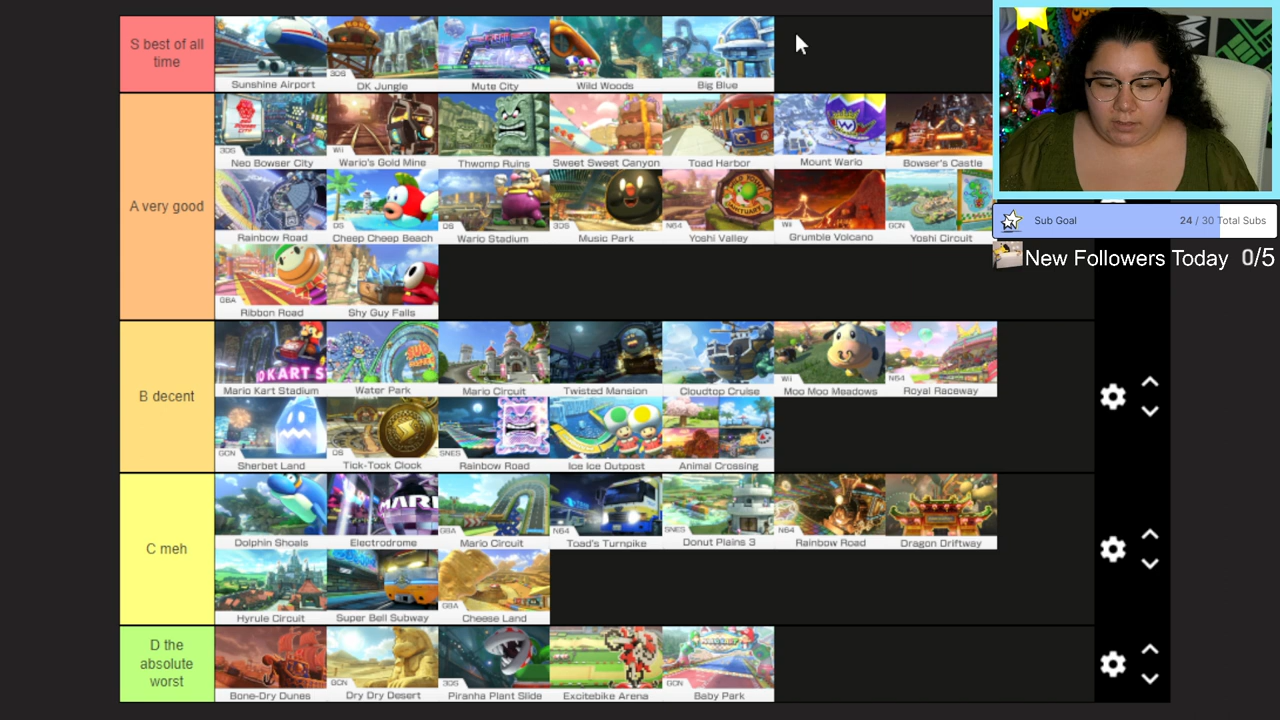 S best of all
time
3DS
Sunshine Airport
DK Jungle
Mute City
Wild Woods
Big Blue
A very good
3DS
Wii
Neo Bowser City
Wario's Gold Mine
Thwomp Ruins
Sweet Sweet Canyon
Toad Harbor
Mount Wario
Bowser's Castle
DS
DS
3DS
N64
GCN
Rainbow Road
Cheep Cheep Beach
Wario Stadium
Music Park
Yoshi Valley
Grumble Volcano
Yoshi Circuit
GBA
Ribbon Road
Shy Guy Falls
B decent
OKART S
Wii
N64
Mario Kart Stadium
Water Park
Mario Circuit
Twisted Mansion
Cloudtop Cruise
Moo Moo Meadows
Royal Raceway
GCN
DS
SNES
Sherbet Land
Tick-Tock Clock
Rainbow Road
Ice Ice Outpost
Animal Crossing
C meh
MARI
GBA
N64
SNES
N64
Dolphin Shoals
Electrodrome
Mario Circuit
Toad's Turnpike
Donut Plains 3
Rainbow Road
Dragon Driftway
GBA
Hyrule Circuit
Super Bell Subway
Cheese Land
D the
absolute
worst
GCN
3DS
GCN
Bone-Dry Dunes
Dry Dry Desert
Piranha Plant Slide
Excitebike Arena
Baby Park
Sub Goal
24 / 30 Total Subs
New Followers Today 0/5